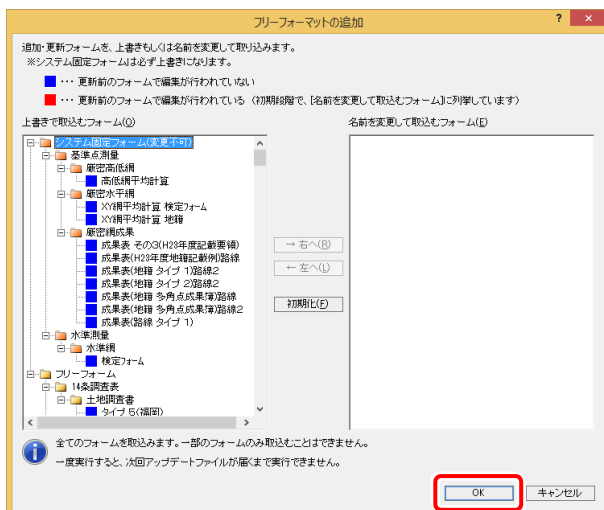 フリーフォーマットの追加
? ×
追加・更新フォームを、上書きもしくは名前を変更して取り込みます。
※システム固定フォームは必ず上書きになります。
・・・ 更新前のフォームで編集が行われていない
・・・ 更新前のフォームで編集が行われている (初期段階で、[名前を変更して取込むフォーム]に列挙しています)
上書きで取込むフォーム(O)
名前を変更して取込むフォーム(E)
システム固定フォーム(変更不可)
基準点測量
厳密高低網
高低網平均計算
厳密水平網
XY網平均計算 検定フォーム
XY網平均計算 地籍
厳密網成果
成果表 その3(H23年度記載要領)
成果表(H23年度地籍記載例)路線
成果表(地籍 タイプ 1)路線2
成果表(地籍 タイプ 2)路線2
成果表(地籍 多角点成果簿)路線
成果表(地籍 多角点成果簿)路線2
成果表(路線 タイプ 1)
水準測量
水準網
検定フォーム
フリーフォーム
14条調査表
土地調査書
タイプ 5(福岡)
→ 右へ(R)
← 左へ(L)
初期化(F)
全てのフォームを取込みます。一部のフォームのみ取込むことはできません。
一度実行すると、次回アップデートファイルが届くまで実行できません。
OK
キャンセル